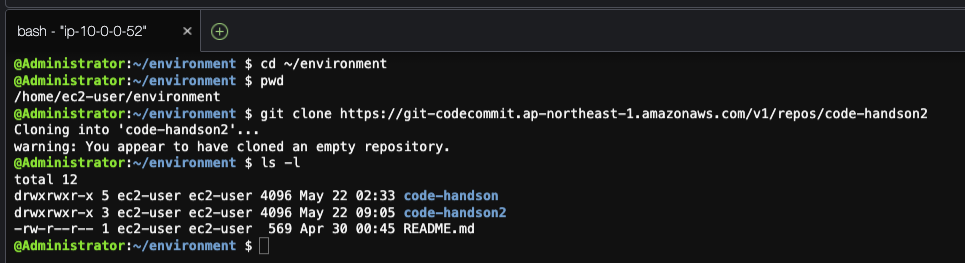 bash - "ip-10-0-0-52"
@Administrator:~/environment $ cd ~/environment
@Administrator:~/environment $ pwd
/home/ec2-user/environment
@Administrator:~/environment $ git clone https://git-codecommit.ap-northeast-1.amazonaws.com/v1/repos/code-handson2
Cloning into 'code-handson2'...
warning: You appear to have cloned an empty repository.
@Administrator:~/environment $ ls -l
total 12
drwxrwxr-x 5 ec2-user ec2-user 4096 May 22 02:33 code-handson
drwxrwxr-x 3 ec2-user ec2-user 4096 May 22 09:05 code-handson2
-rw-r--r-- 1 ec2-user ec2-user  569 Apr 30 00:45 README.md
@Administrator:~/environment $